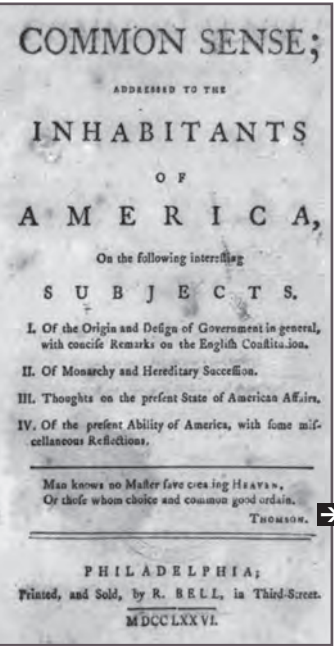 COMMON SENSE;
ADDRESSED TO THE
INHABITANTS
OF
AMERICA,
On the following interesting
SUBJECTS.
I. Of the Origin and Design of Government in general,
with concise Remarks on the English Constitution.
II. Of Monarchy and Hereditary Succession.
III. Thoughts on the present State of American Affairs.
IV. Of the present Ability of America, with some mis-
cellaneous Reflections.
Man knows no Master save creating HEAVEN,
Or those whom choice and common good ordain.
THOMSON.
PHILADELPHIA;
Printed, and Sold, by R. BELL, in Third-Street.
MDCCLXXVI.